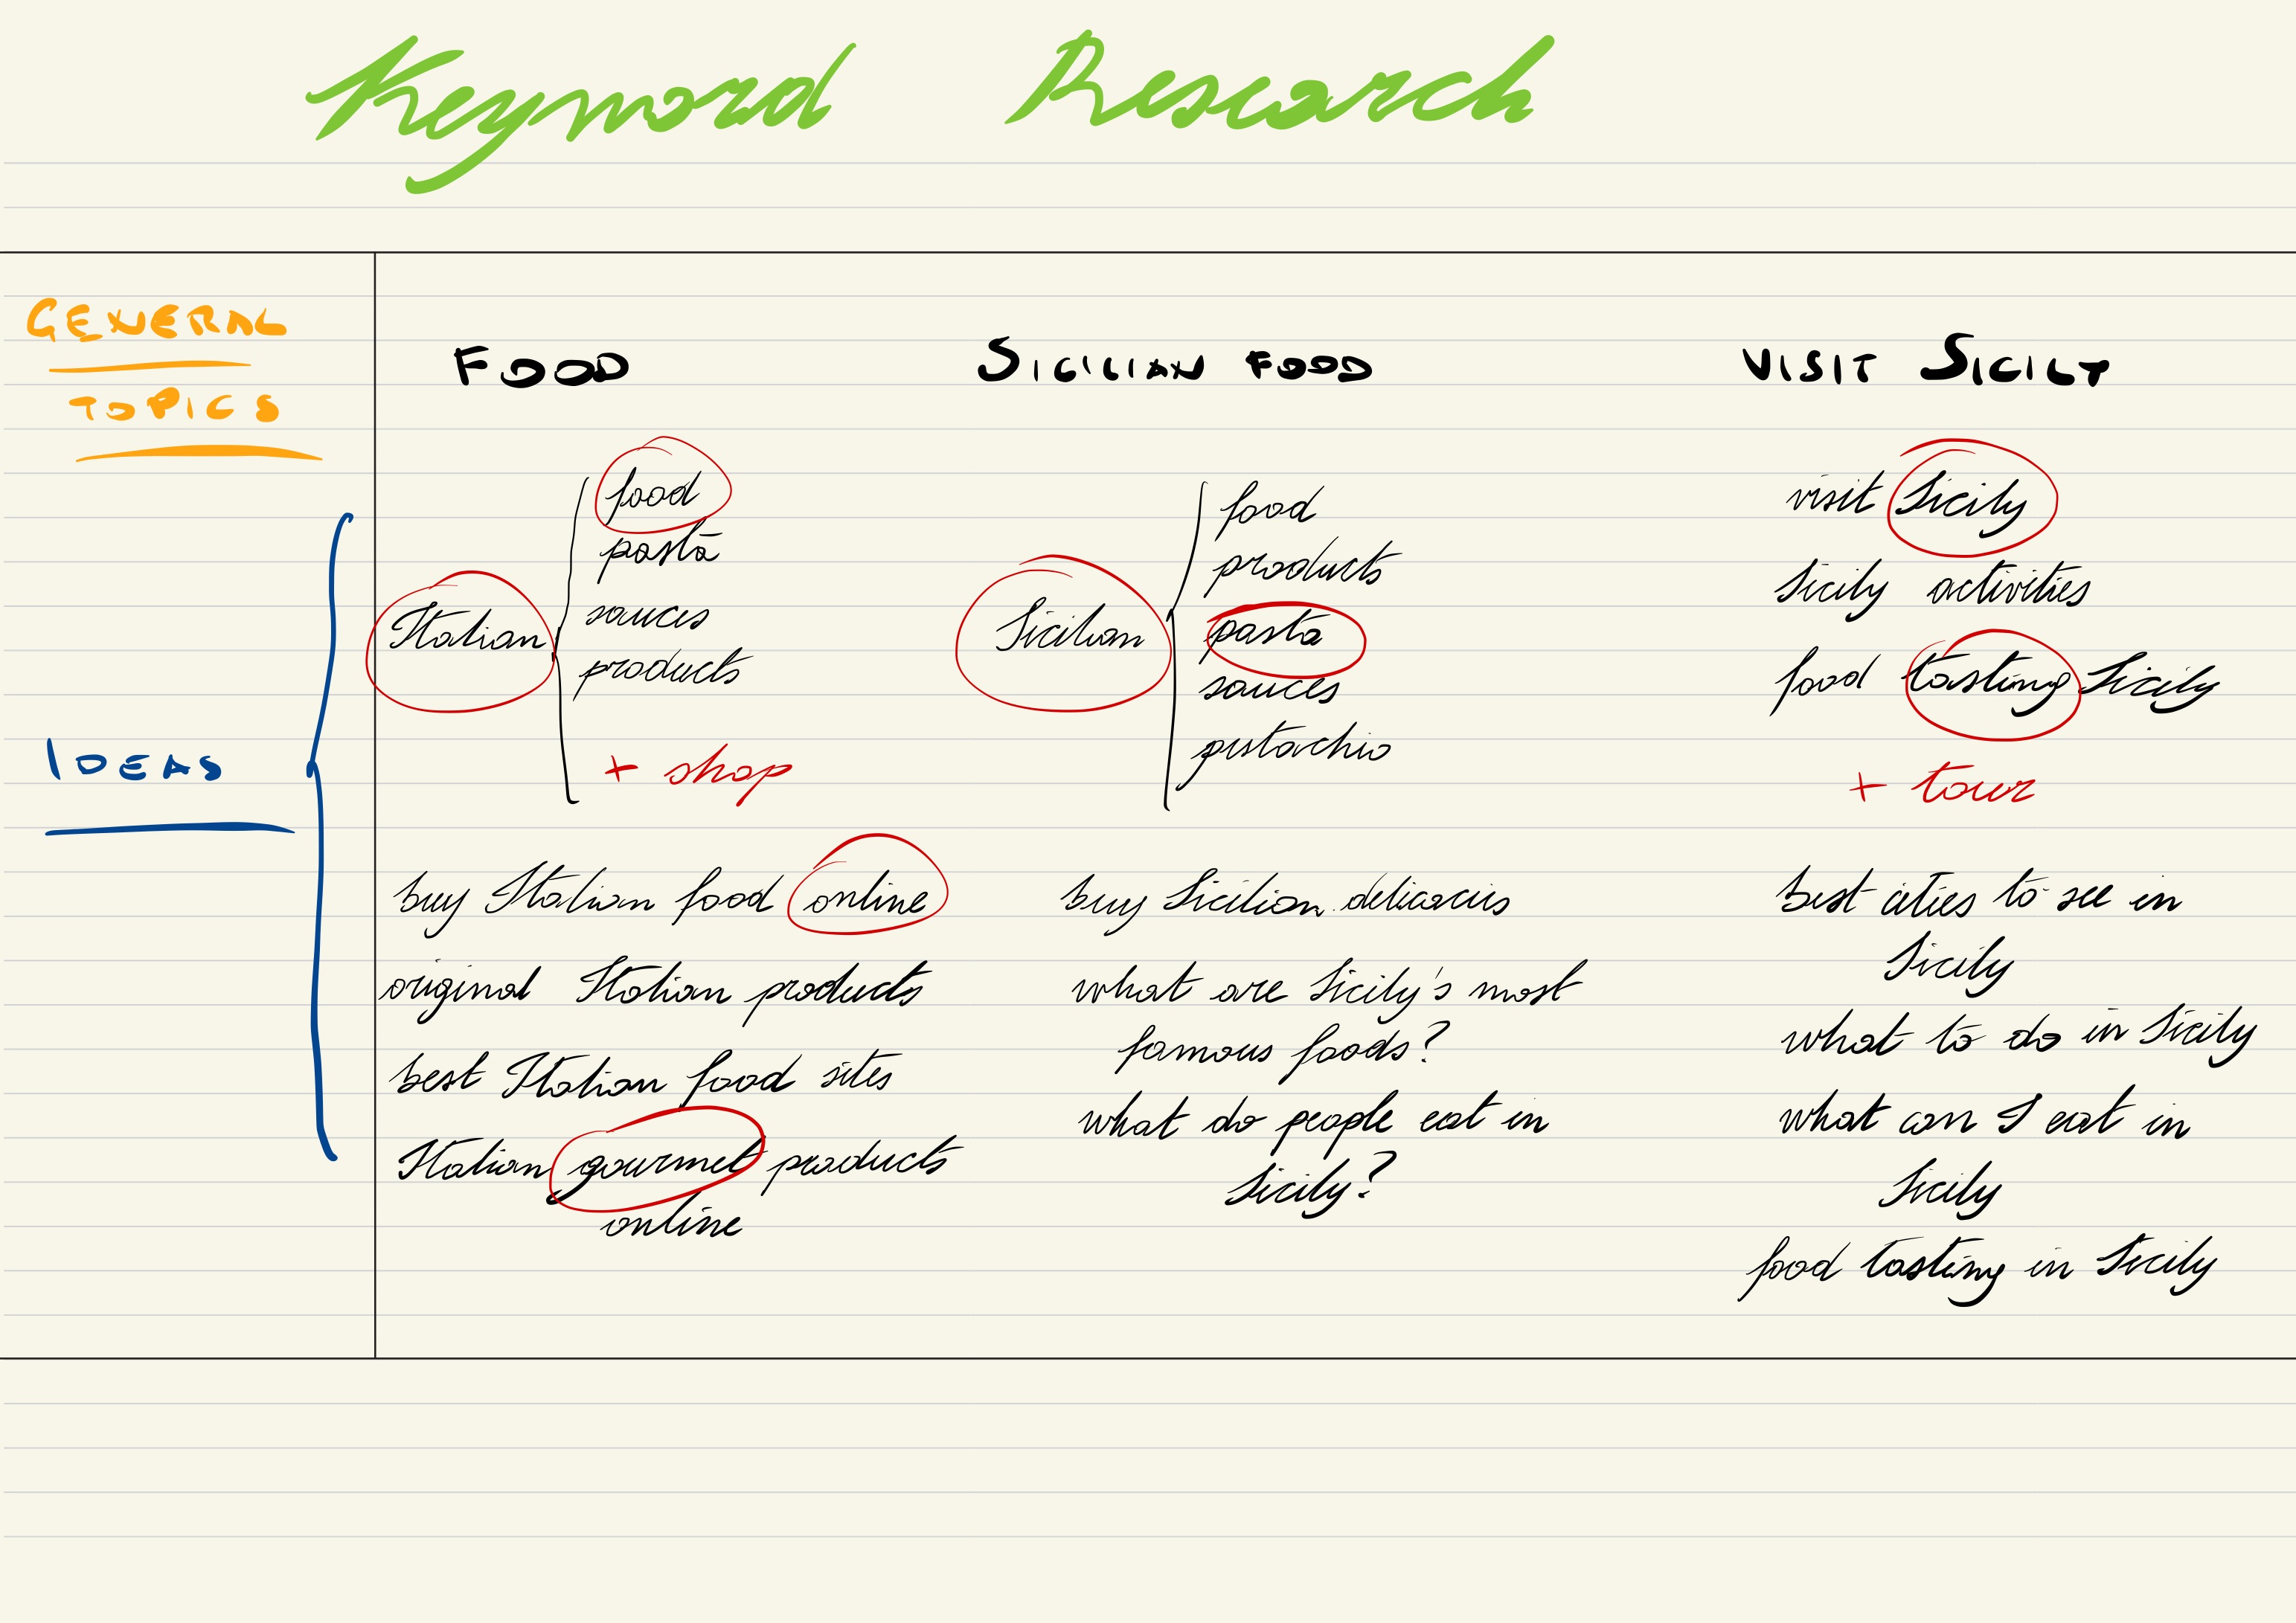 Keyword Research
GENERAL
TOPICS
IDEAS
FOOD
Italian
food
pasta
sauces
products
+ shop
buy Italian food online
original Italian products
best Italian food sites
Italian gourmet products
online
SICILIAN FOOD
Sicilian
food
products
pasta
sauces
pistachio
buy Sicilian delicacies
what are Sicily's most
famous foods?
what do people eat in
Sicily?
VISIT SICILY
visit Sicily
Sicily activities
food tasting Sicily
+ tour
best cities to see in
Sicily
what to do in Sicily
what can I eat in
Sicily
food tasting in Sicily